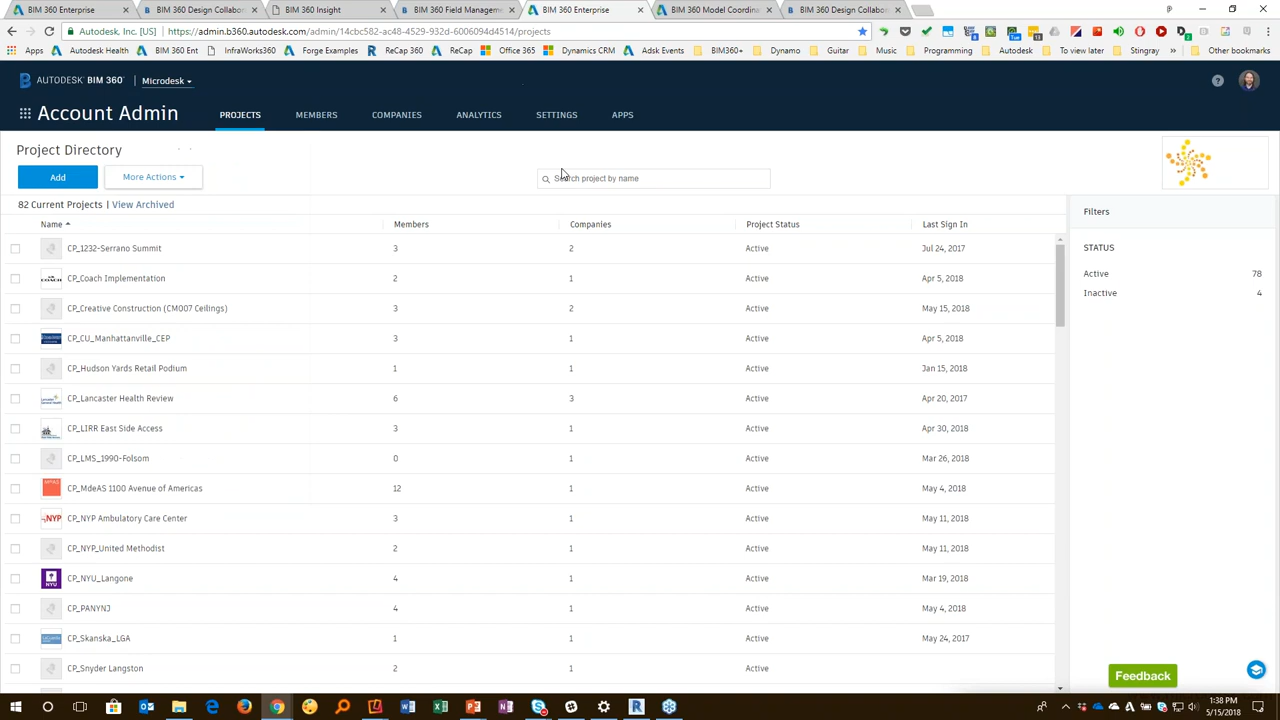 BIM 360 Enterprise
BIM 360 Design Collabor
BIM 360 Insight
BIM 360 Field Manageme
BIM 360 Enterprise
BIM 360 Model Coordina
BIM 360 Design Collabor
Autodesk, Inc. [US]
https://admin.b360.autodesk.com/admin/14cbc582-ac48-4529-932d-6006094d4514/projects
Apps
Autodesk Health
BIM 360 Ent
InfraWorks360
Forge Examples
ReCap 360
ReCap
Office 365
Dynamics CRM
Adsk Events
BIM360+
Dynamo
Guitar
Music
Programming
Autodesk
To view later
Stingray
»
Other bookmarks
AUTODESK® BIM 360™
Microdesk
Account Admin
PROJECTS
MEMBERS
COMPANIES
ANALYTICS
SETTINGS
APPS
Project Directory
Add
More Actions
Search project by name
82 Current Projects | View Archived
Name Members Companies Project Status Last Sign In
CP_1232-Serrano Summit 3 2 Active Jul 24, 2017
CP_Coach Implementation 2 1 Active Apr 5, 2018
CP_Creative Construction (CM007 Ceilings) 3 2 Active May 15, 2018
CP_CU_Manhattanville_CEP 3 1 Active Apr 5, 2018
CP_Hudson Yards Retail Podium 1 1 Active Jan 15, 2018
CP_Lancaster Health Review 6 3 Active Apr 20, 2017
CP_LIRR East Side Access 3 1 Active Apr 30, 2018
CP_LMS_1990-Folsom 0 1 Active Mar 26, 2018
CP_MdeAS 1100 Avenue of Americas 12 1 Active May 4, 2018
CP_NYP Ambulatory Care Center 3 1 Active May 11, 2018
CP_NYP_United Methodist 2 1 Active May 11, 2018
CP_NYU_Langone 4 1 Active Mar 19, 2018
CP_PANYNJ 4 1 Active May 4, 2018
CP_Skanska_LGA 1 1 Active May 24, 2017
CP_Snyder Langston 2 1 Active
Filters
STATUS
Active 78
Inactive 4
Feedback
1:38 PM
5/15/2018